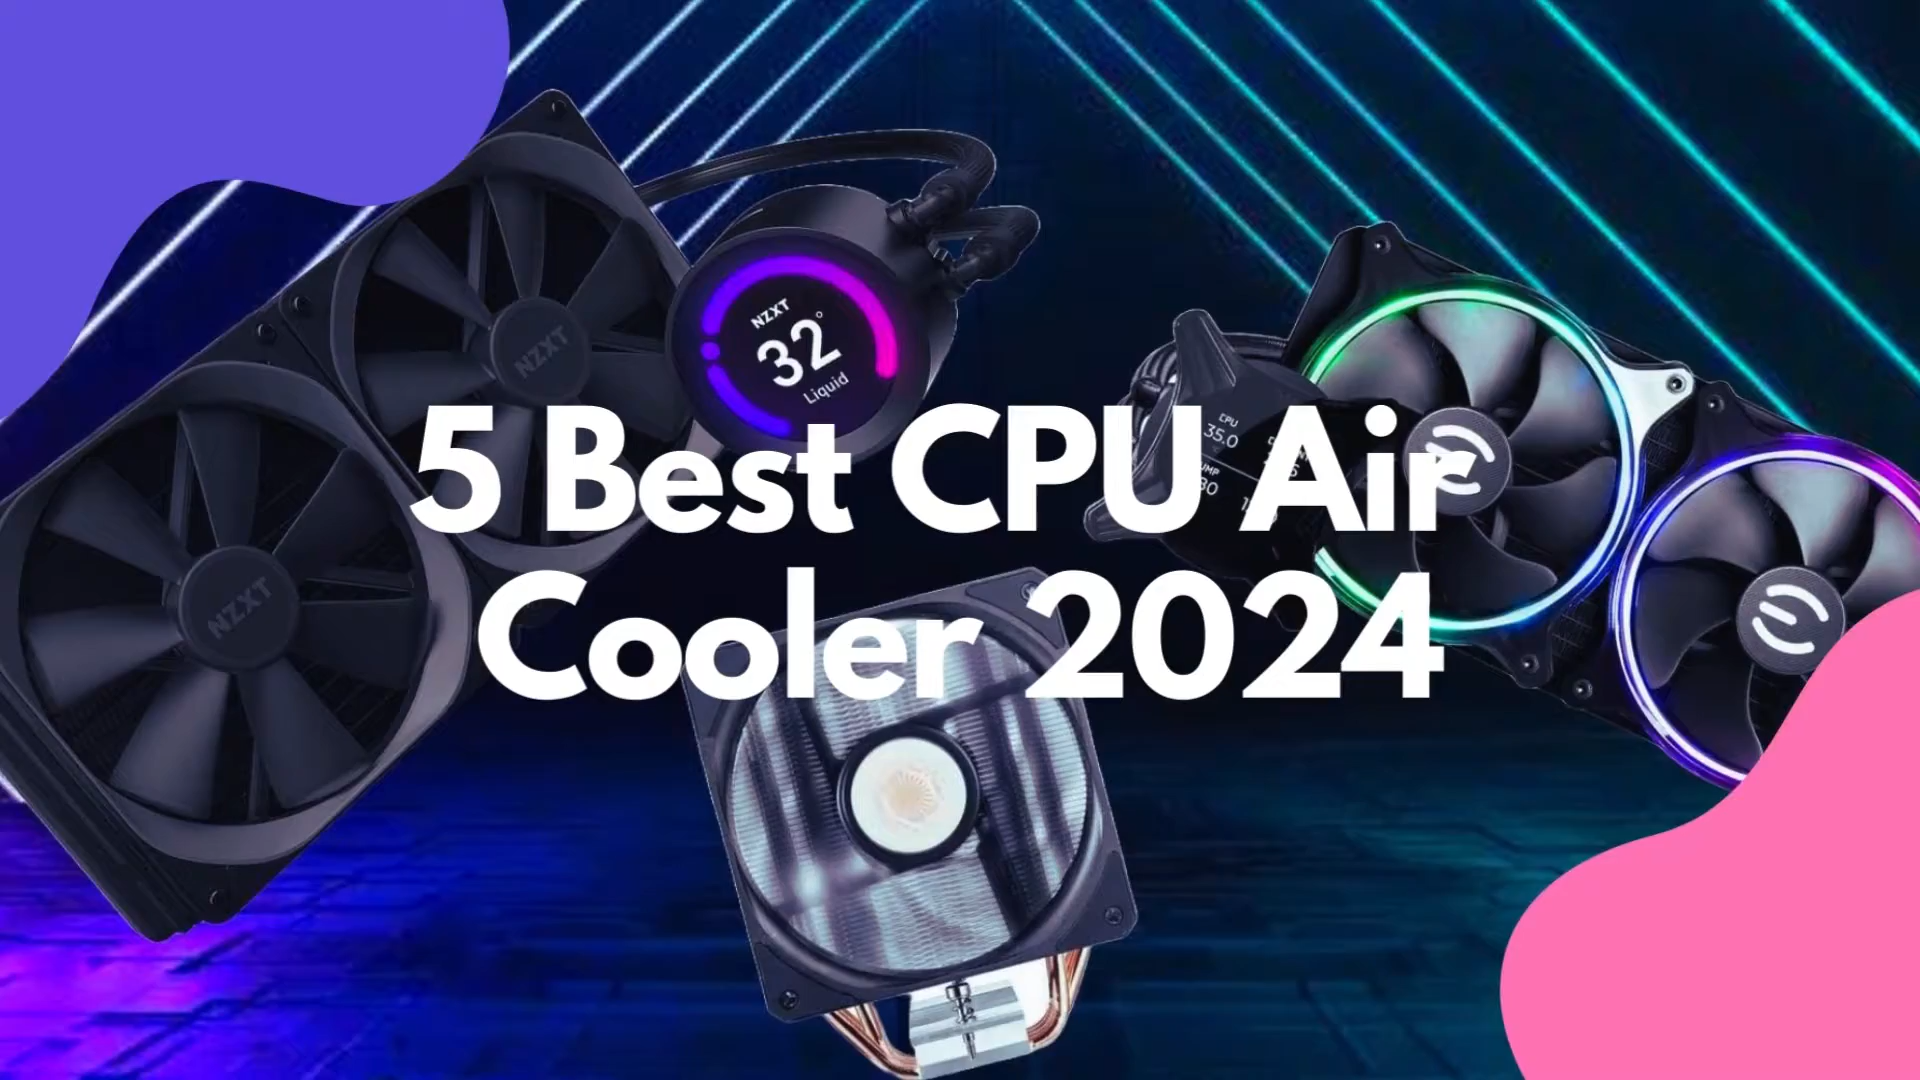 NZXT
32°
Liquid
NZXT
NZXT
CPU
35.0
5 Best CPU Air
Cooler 2024